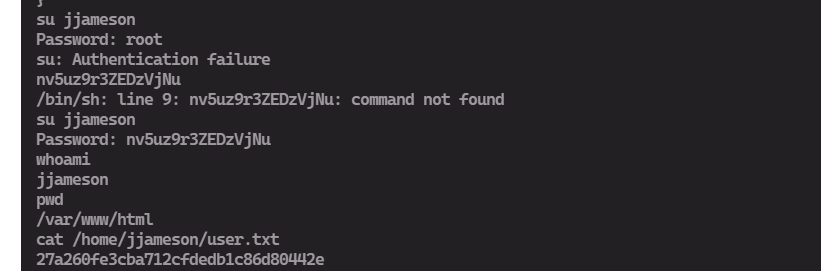 }
su jjameson
Password: root
su: Authentication failure
nv5uz9r3ZEDzVjNu
/bin/sh: line 9: nv5uz9r3ZEDzVjNu: command not found
su jjameson
Password: nv5uz9r3ZEDzVjNu
whoami
jjameson
pwd
/var/www/html
cat /home/jjameson/user.txt
27a260fe3cba712cfdedb1c86d80442e